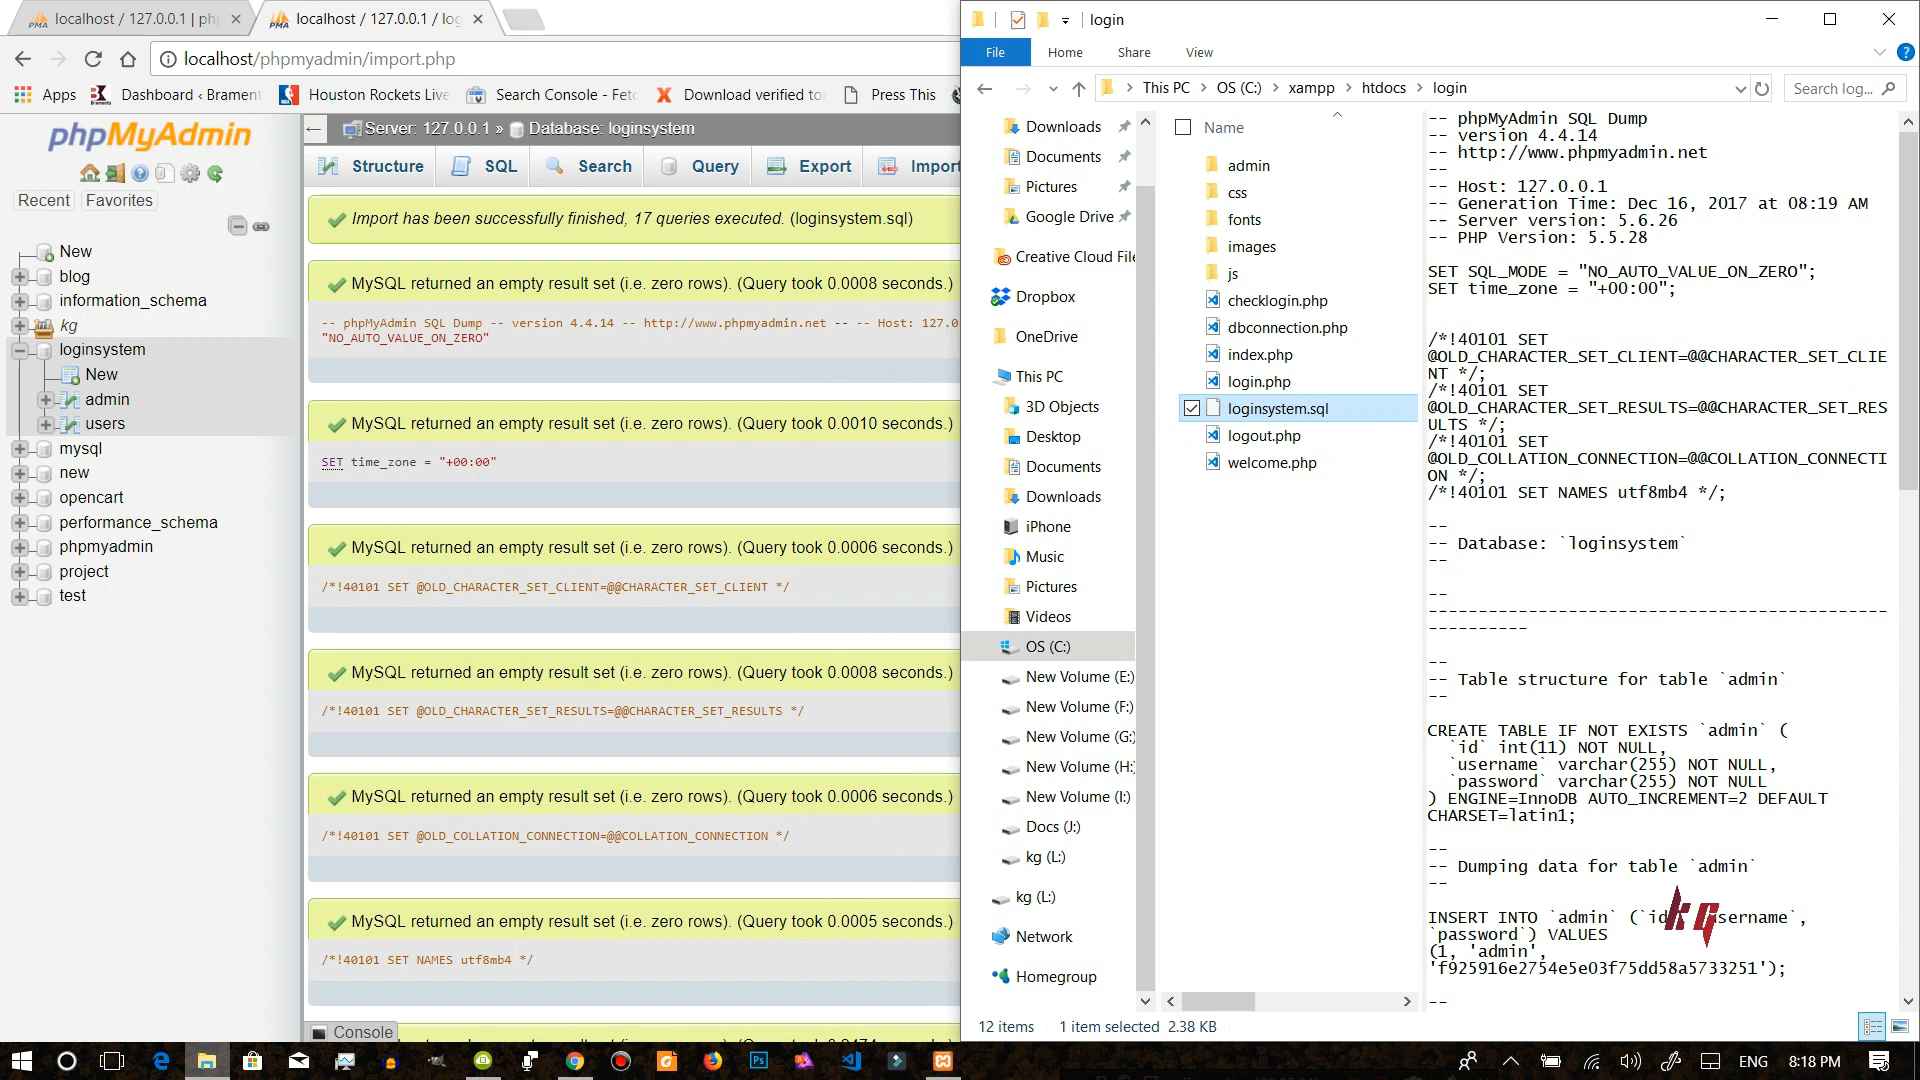 localhost / 127.0.0.1 | ph
localhost / 127.0.0.1 / lo
localhost/phpmyadmin/import.php
Apps
Dashboard ‹ Brament
Houston Rockets Live
Search Console - Fetc
Download verified to
Press This
phpMyAdmin
Recent
Favorites
New
blog
information_schema
kg
loginsystem
New
admin
users
mysql
new
opencart
performance_schema
phpmyadmin
project
test
Server: 127.0.0.1 » Database: loginsystem
Structure
SQL
Search
Query
Export
Import
Import has been successfully finished, 17 queries executed. (loginsystem.sql)
MySQL returned an empty result set (i.e. zero rows). (Query took 0.0008 seconds.)
-- phpMyAdmin SQL Dump -- version 4.4.14 -- http://www.phpmyadmin.net -- -- Host: 127.0
"NO_AUTO_VALUE_ON_ZERO"
MySQL returned an empty result set (i.e. zero rows). (Query took 0.0010 seconds.)
SET time_zone = "+00:00"
MySQL returned an empty result set (i.e. zero rows). (Query took 0.0006 seconds.)
/*!40101 SET @OLD_CHARACTER_SET_CLIENT=@@CHARACTER_SET_CLIENT */
MySQL returned an empty result set (i.e. zero rows). (Query took 0.0008 seconds.)
/*!40101 SET @OLD_CHARACTER_SET_RESULTS=@@CHARACTER_SET_RESULTS */
MySQL returned an empty result set (i.e. zero rows). (Query took 0.0006 seconds.)
/*!40101 SET @OLD_COLLATION_CONNECTION=@@COLLATION_CONNECTION */
MySQL returned an empty result set (i.e. zero rows). (Query took 0.0005 seconds.)
/*!40101 SET NAMES utf8mb4 */
Console
login
File
Home
Share
View
This PC
OS (C:)
xampp
htdocs
login
Search log...
Downloads
Documents
Pictures
Google Drive
Creative Cloud File
Dropbox
OneDrive
This PC
3D Objects
Desktop
Documents
Downloads
iPhone
Music
Pictures
Videos
OS (C:)
New Volume (E:)
New Volume (F:)
New Volume (G:)
New Volume (H:)
New Volume (I:)
Docs (J:)
kg (L:)
kg (L:)
Network
Homegroup
Name
admin
css
fonts
images
js
checklogin.php
dbconnection.php
index.php
login.php
loginsystem.sql
logout.php
welcome.php
-- phpMyAdmin SQL Dump
-- version 4.4.14
-- http://www.phpmyadmin.net
--
-- Host: 127.0.0.1
-- Generation Time: Dec 16, 2017 at 08:19 AM
-- Server version: 5.6.26
-- PHP Version: 5.5.28
SET SQL_MODE = "NO_AUTO_VALUE_ON_ZERO";
SET time_zone = "+00:00";
/*!40101 SET
@OLD_CHARACTER_SET_CLIENT=@@CHARACTER_SET_CLIE
NT */;
/*!40101 SET
@OLD_CHARACTER_SET_RESULTS=@@CHARACTER_SET_RES
ULTS */;
/*!40101 SET
@OLD_COLLATION_CONNECTION=@@COLLATION_CONNECTI
ON */;
/*!40101 SET NAMES utf8mb4 */;
--
-- Database: `loginsystem`
--
--
----------------------------------------------
----------
--
-- Table structure for table `admin`
--
CREATE TABLE IF NOT EXISTS `admin` (
`id` int(11) NOT NULL,
`username` varchar(255) NOT NULL,
`password` varchar(255) NOT NULL
) ENGINE=InnoDB AUTO_INCREMENT=2 DEFAULT
CHARSET=latin1;
--
-- Dumping data for table `admin`
--
INSERT INTO `admin` (`id sername`,
`password`) VALUES
(1, 'admin',
'f925916e2754e5e03f75dd58a5733251');
--
kg
12 items
1 item selected 2.38 KB
ENG
8:18 PM